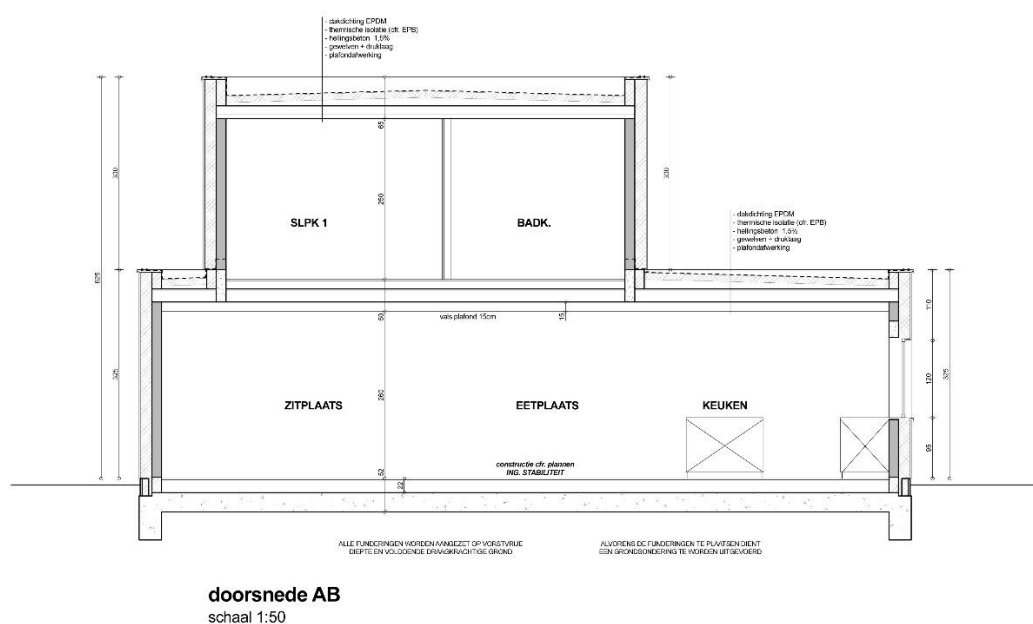 - dakdichting EPDM
- thermische isolatie (cfr. EPB)
- hellingsbeton 1,5%
- gewelven + druklaag
- plafondafwerking
65
300
250
300
SLPK 1
BADK.
- dakdichting EPDM
- thermische isolatie (cfr. EPB)
- hellingsbeton 1,5%
- gewelven + druklaag
- plafondafwerking
625
110
50
vals plafond 15cm
15
325
120
325
260
ZITPLAATS
EETPLAATS
KEUKEN
95
constructie cfr. plannen
ING. STABILITEIT
52
22
ALLE FUNDERINGEN WORDEN AANGEZET OP VORSTVRIJE
DIEPTE EN VOLDOENDE DRAAGKRACHTIGE GROND
ALVORENS DE FUNDERINGEN TE PLAATSEN DIENT
EEN GRONDSONDERING TE WORDEN UITGEVOERD
doorsnede AB
schaal 1:50